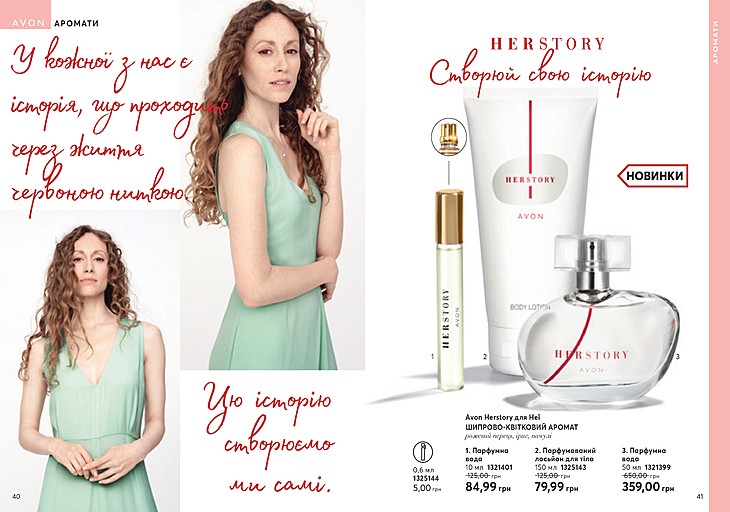 AVON АРОМАТИ
У кожної з нас є
історія, що проходить
через життя
червоною ниткою.
Цю історію
створюємо
ми самі.
40
HERSTORY
Створюй свою історію
АРОМАТИ
НОВИНКИ
HERSTORY
AVON
BODY LOTION
HERSTORY
AVON
HERSTORY
AVON
1
2
3
Avon Herstory для Неї
ШИПРОВО-КВІТКОВИЙ АРОМАТ
рожевий перець, ірис, пачулі
0,6 мл
1325144
5,00 грн
1. Парфумна
вода
10 мл 1321401
125,00 грн
84,99 грн
2. Парфумований
лосьйон для тіла
150 мл 1325143
125,00 грн
79,99 грн
3. Парфумна
вода
50 мл 1321399
650,00 грн
359,00 грн
41